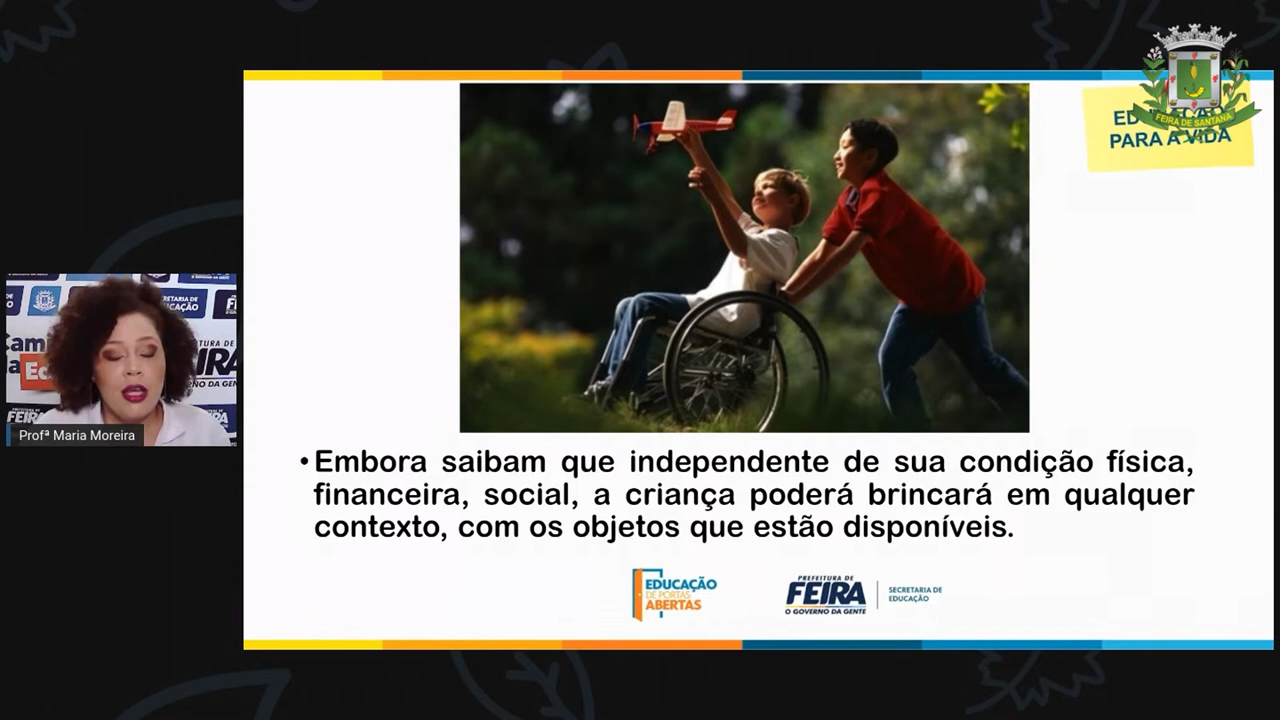 FEIRA DE SANTANA
PARA A VIDA
RETARIA DE
Profª Maria Moreira
•Embora saibam que independente de sua condição física,
financeira, social, a criança poderá brincará em qualquer
contexto, com os objetos que estão disponíveis.
EDUCAÇÃO
DE PORTAS
ABERTAS
PREFEITURA DE
FEIRA
O GOVERNO DA GENTE
SECRETARIA DE
EDUCAÇÃO